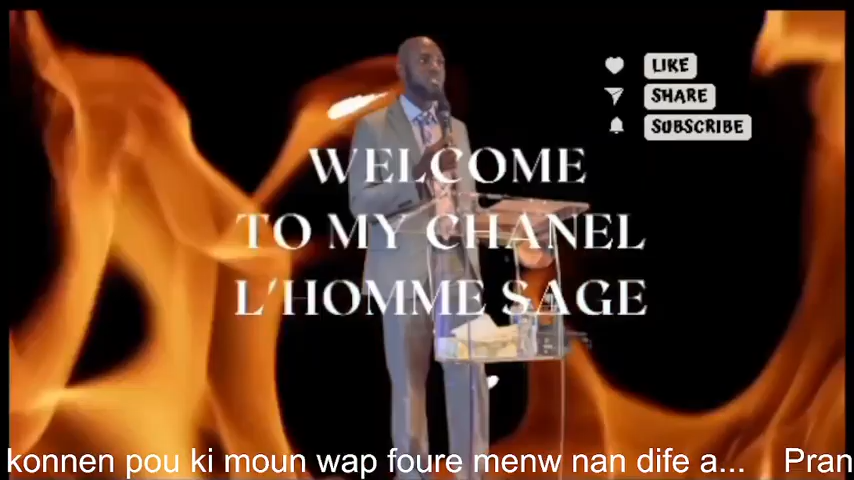 LIKE
SHARE
SUBSCRIBE
WELCOME
TO MY CHANEL
L'HOMME SAGE
konnen pou ki moun wap foure menw nan dife a... Pran